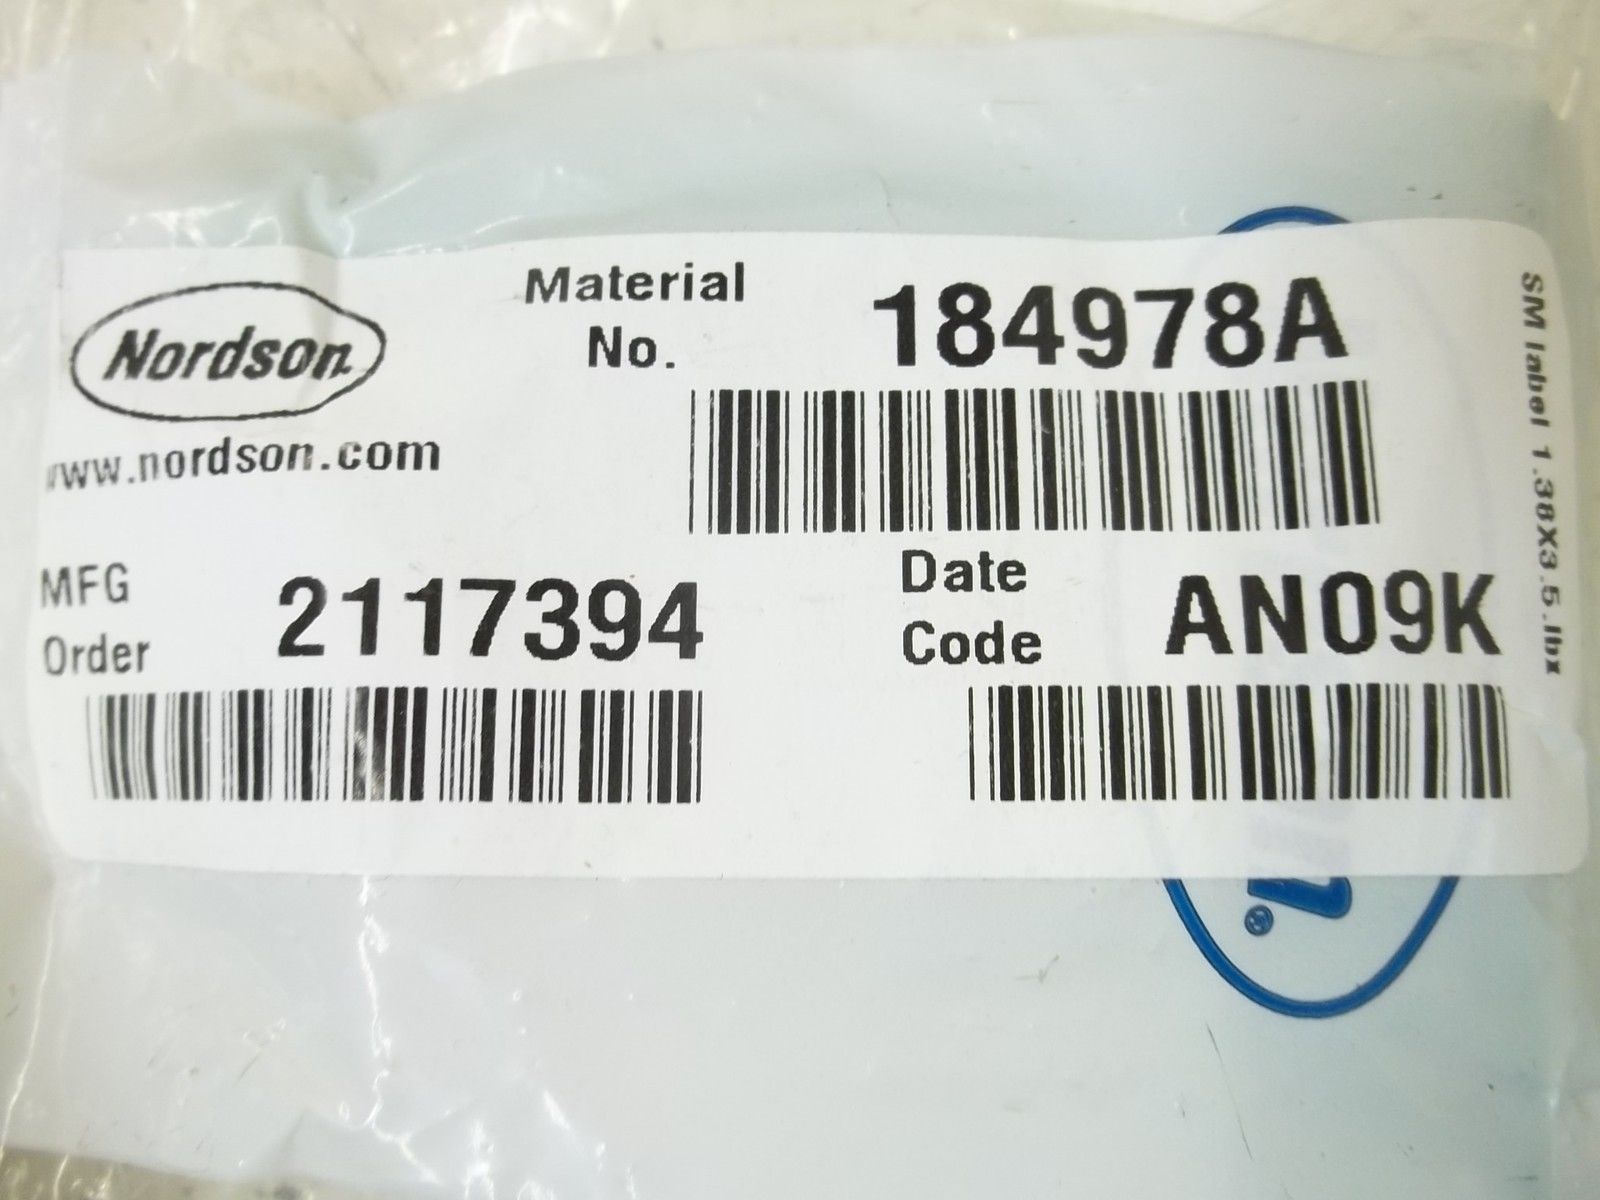 Nordson
www.nordson.com
Material
No.
184978A
MFG
Order
2117394
Date
Code
AN09K
SM label 1.38X3.5.lbx
®